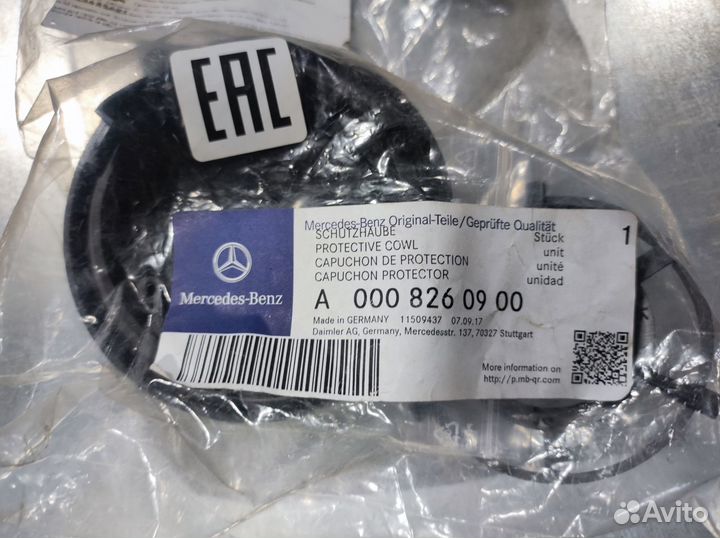 EAC
Mercedes-Benz
Mercedes-Benz Original-Teile/Geprüfte Qualität
SCHUTZHAUBE Stück 1
PROTECTIVE COWL unit
CAPUCHON DE PROTECTION unité
CAPUCHON PROTECTOR unidad
A 000 826 09 00
Made in GERMANY 11509437 07.09.17
Daimler AG, Germany, Mercedesstr. 137, 70327 Stuttgart
More information on
http://p.mb-qr.com
Avito